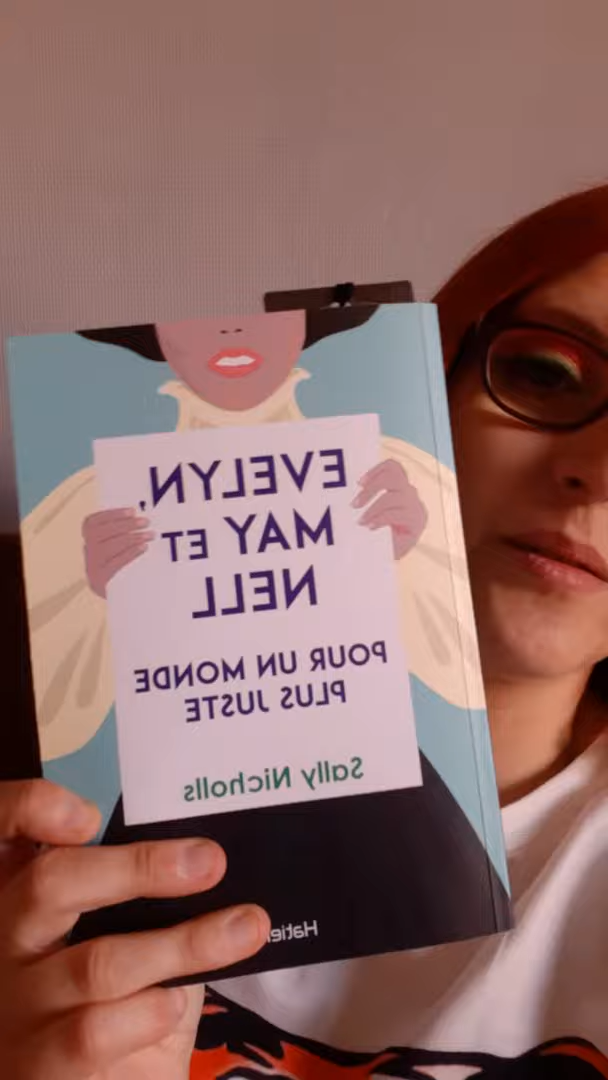 EVELYN,
MAY ET
NELL
POUR UN MONDE
PLUS JUSTE
Sally Nicholls